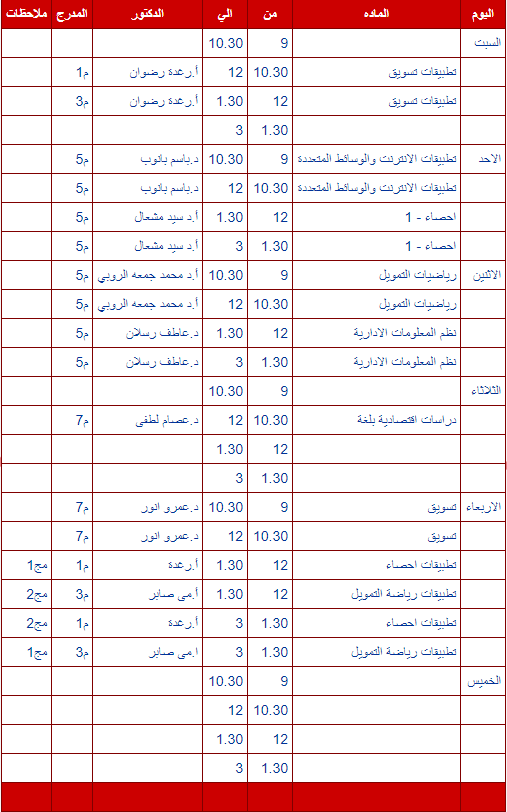 اليوم الماده من الي الدكتور المدرج ملاحظات
السبت 9 10.30
تطبيقات تسويق 10.30 12 أ.رغدة رضوان م1
تطبيقات تسويق 12 1.30 أ.رغدة رضوان م3
1.30 3
الاحد تطبيقات الانترنت والوسائط المتعددة 9 10.30 د.باسم بانوب م5
تطبيقات الانترنت والوسائط المتعددة 10.30 12 د.باسم بانوب م5
احصاء - 1 12 1.30 أ.د سيد مشعال م5
احصاء - 1 1.30 3 أ.د سيد مشعال م5
الاثنين رياضيات التمويل 9 10.30 أ.د محمد جمعه الروبي م5
رياضيات التمويل 10.30 12 أ.د محمد جمعه الروبي م5
نظم المعلومات الادارية 12 1.30 د.عاطف رسلان م5
نظم المعلومات الادارية 1.30 3 د.عاطف رسلان م5
الثلاثاء 9 10.30
دراسات اقتصادية بلغة 10.30 12 د.عصام لطفى م7
12 1.30
1.30 3
الاربعاء تسويق 9 10.30 د.عمرو انور م7
تسويق 10.30 12 د.عمرو انور م7
تطبيقات احصاء 12 1.30 أ.رغدة م1 مج1
تطبيقات رياضة التمويل 12 1.30 أ.مى صابر م3 مج2
تطبيقات احصاء 1.30 3 أ.رغدة م1 مج2
تطبيقات رياضة التمويل 1.30 3 ا.مى صابر م3 مج1
الخميس 9 10.30
10.30 12
12 1.30
1.30 3